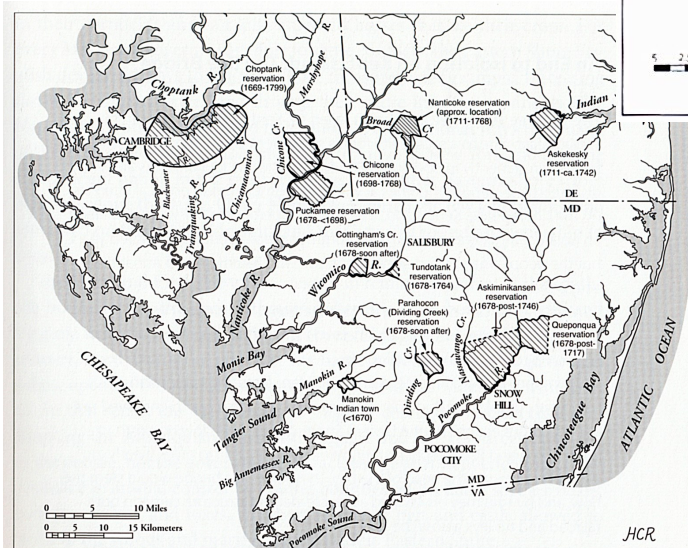 5 2.
Choptank
reservation
(1669-1799)
Choptank R.
Marshyhope R.
Nanticoke reservation
(approx. location)
(1711-1768)
Broad
Cr
Indian
CAMBRIDGE
R.
Chicone Cr.
Askekesky
reservation
(1711-ca.1742)
L. Blackwater
Transquaking R.
Chicamacomico R.
Chicone
reservation
(1698-1768)
DE
MD
Puckamee reservation
(1678-<1698)
Cottingham's Cr.
reservation
(1678-soon after)
SALISBURY
Nanticoke R.
Wicomico R.
Tundotank
reservation
(1678-1764)
Askiminikansen
reservation
(1678-post-1746)
Parahocon
(Dividing Creek)
reservation
(1678-soon after)
Nassawango Cr.
Queponqua
reservation
(1678-post-
1717)
Monie Bay
CHESAPEAKE BAY
Manokin R.
Dividing Cr.
R.
ATLANTIC OCEAN
Tangier Sound
Manokin
Indian town
(<1670)
SNOW
HILL
Chincoteague Bay
Pocomoke
Big Annemessex R.
POCOMOKE
CITY
MD
VA
0 5 10 Miles
0 5 10 15 Kilometers
Pocomoke Sound
HCR